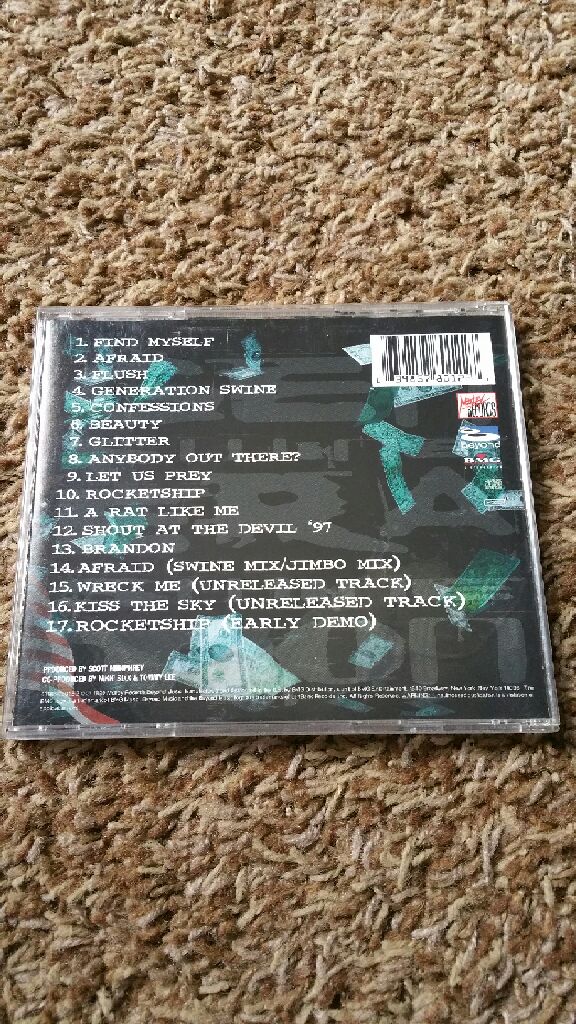 1. FIND MYSELF
2. AFRAID
3. FLUSH
4. GENERATION SWINE
5. CONFESSIONS
6. BEAUTY
7. GLITTER
8. ANYBODY OUT THERE?
9. LET US PREY
10. ROCKETSHIP
11. A RAT LIKE ME
12. SHOUT AT THE DEVIL '97
13. BRANDON
14. AFRAID (SWINE MIX/JIMBO MIX)
15. WRECK ME (UNRELEASED TRACK)
16. KISS THE SKY (UNRELEASED TRACK)
17. ROCKETSHIP (EARLY DEMO)
beyond
BMG
PRODUCED BY SCOTT HUMPHREY
CO-PRODUCED BY NIKKI SIXX & TOMMY LEE